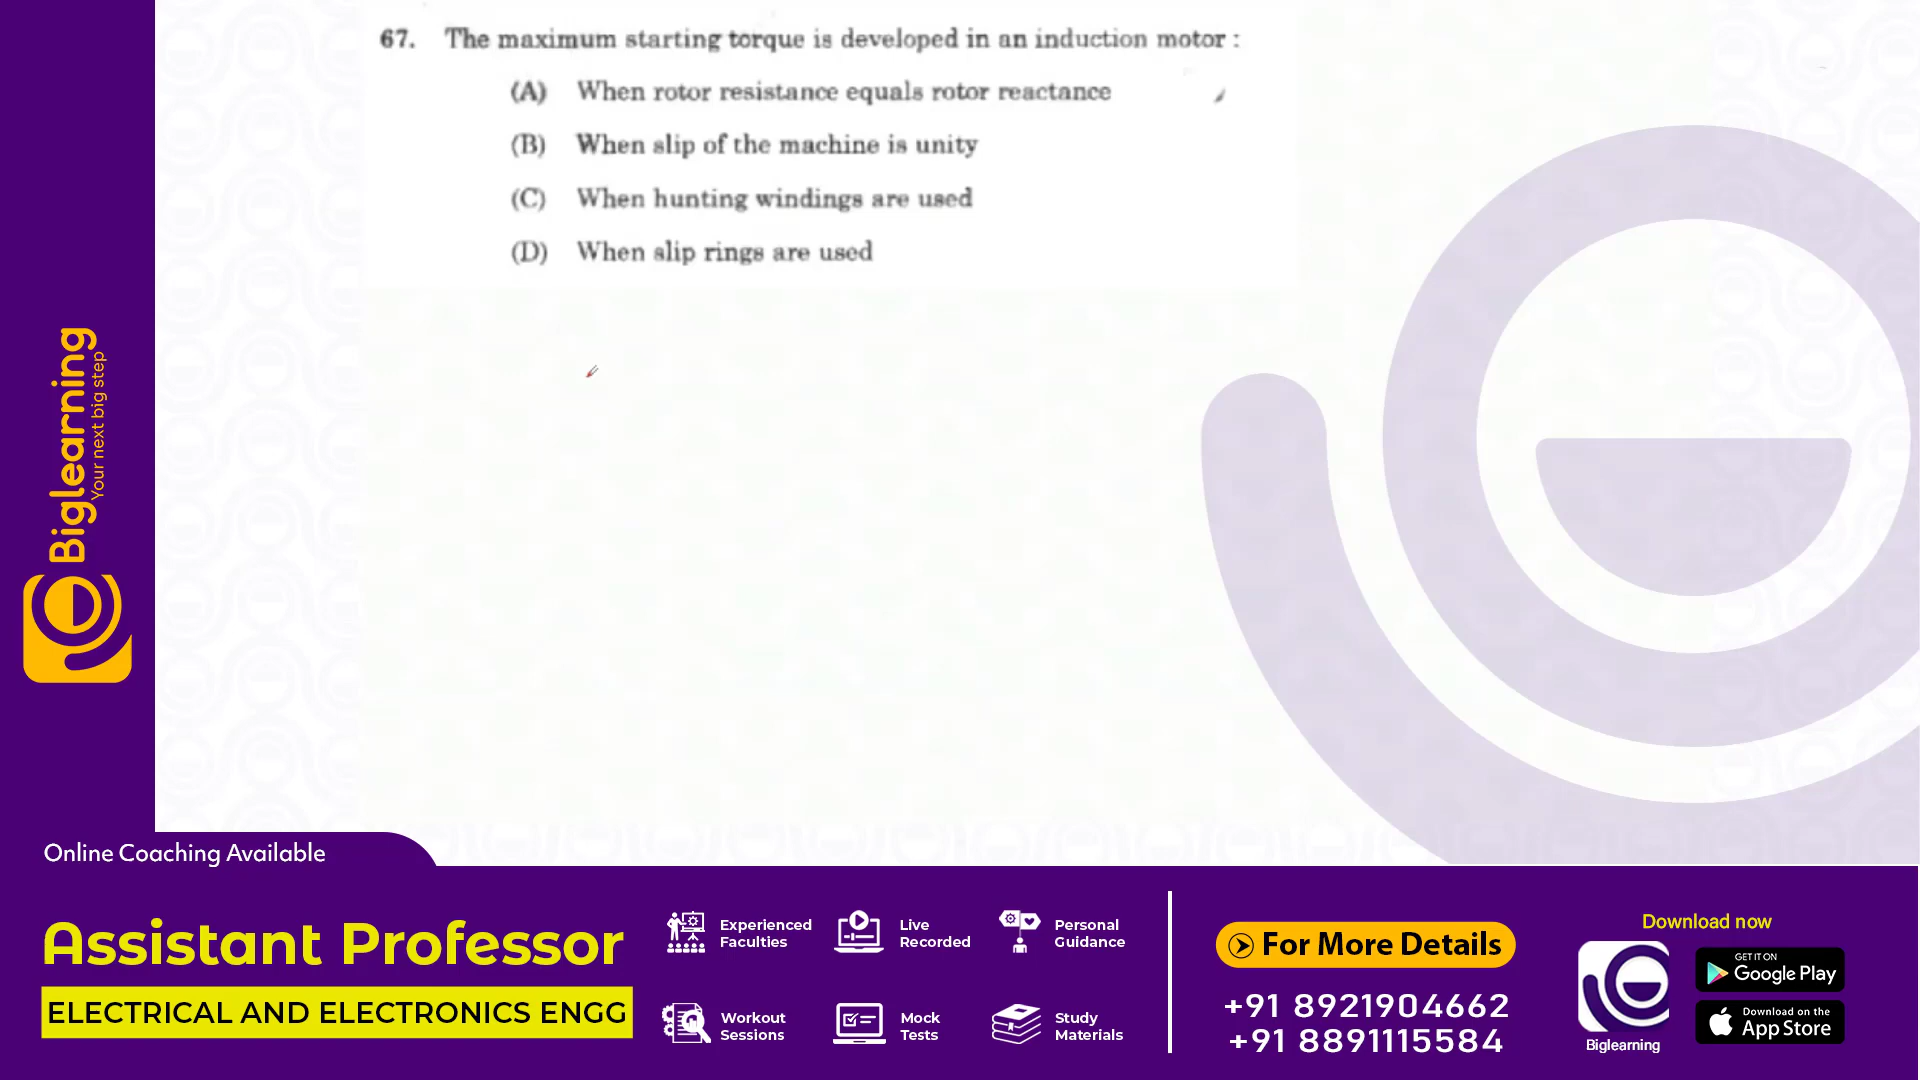 67. The maximum starting torque is developed in an induction motor :
(A) When rotor resistance equals rotor reactance
(B) When slip of the machine is unity
(C) When hunting windings are used
(D) When slip rings are used
Biglearning
Your next big step
Online Coaching Available
Assistant Professor
ELECTRICAL AND ELECTRONICS ENGG
Experienced
Faculties
Live
Recorded
Personal
Guidance
Workout
Sessions
Mock
Tests
Study
Materials
For More Details
+91 8921904662
+91 8891115584
Download now
Biglearning
GET IT ON
Google Play
Download on the
App Store